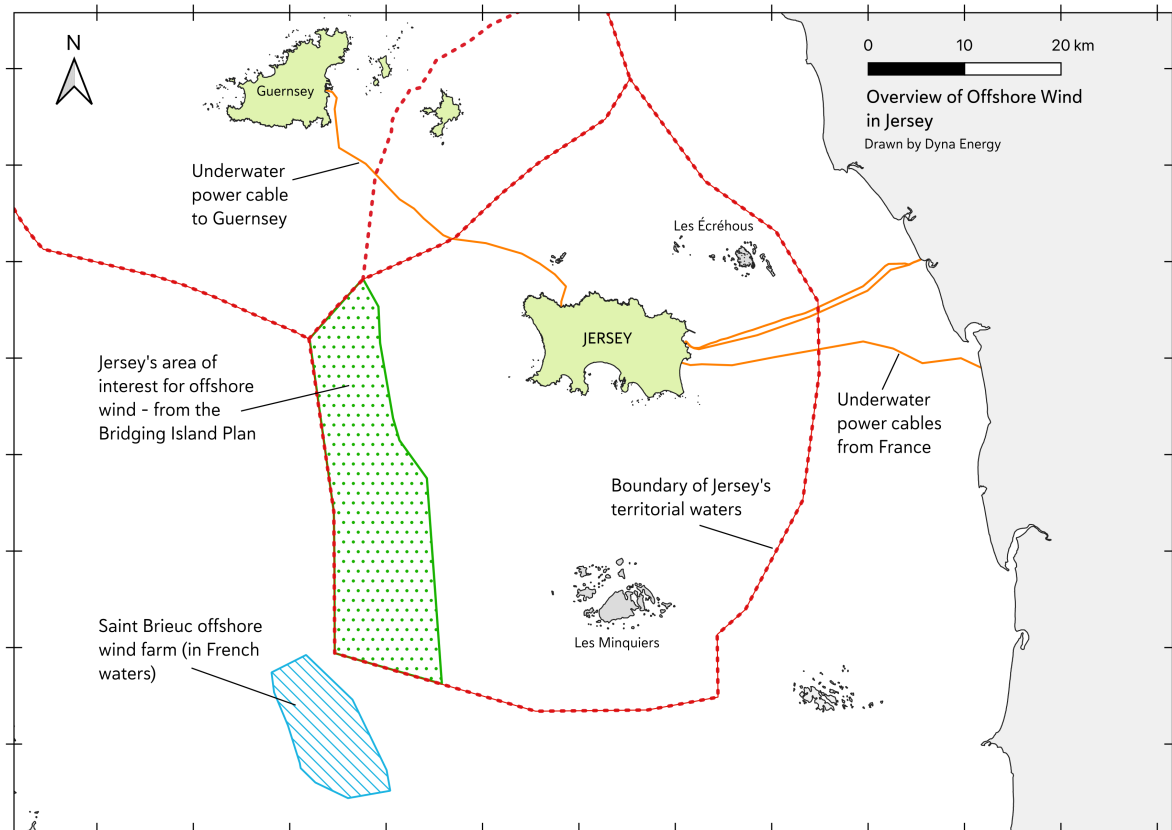 N
0 10 20 km
Overview of Offshore Wind
in Jersey
Drawn by Dyna Energy
Guernsey
Underwater
power cable
to Guernsey
Les Écréhous
JERSEY
Jersey's area of
interest for offshore
wind - from the
Bridging Island Plan
Underwater
power cables
from France
Boundary of Jersey's
territorial waters
Saint Brieuc offshore
wind farm (in French
waters)
Les Minquiers